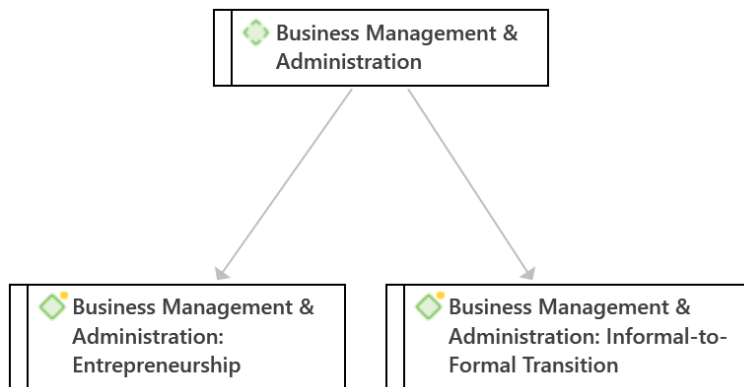 Business Management &
Administration
Business Management &
Administration:
Entrepreneurship
Business Management &
Administration: Informal-to-
Formal Transition